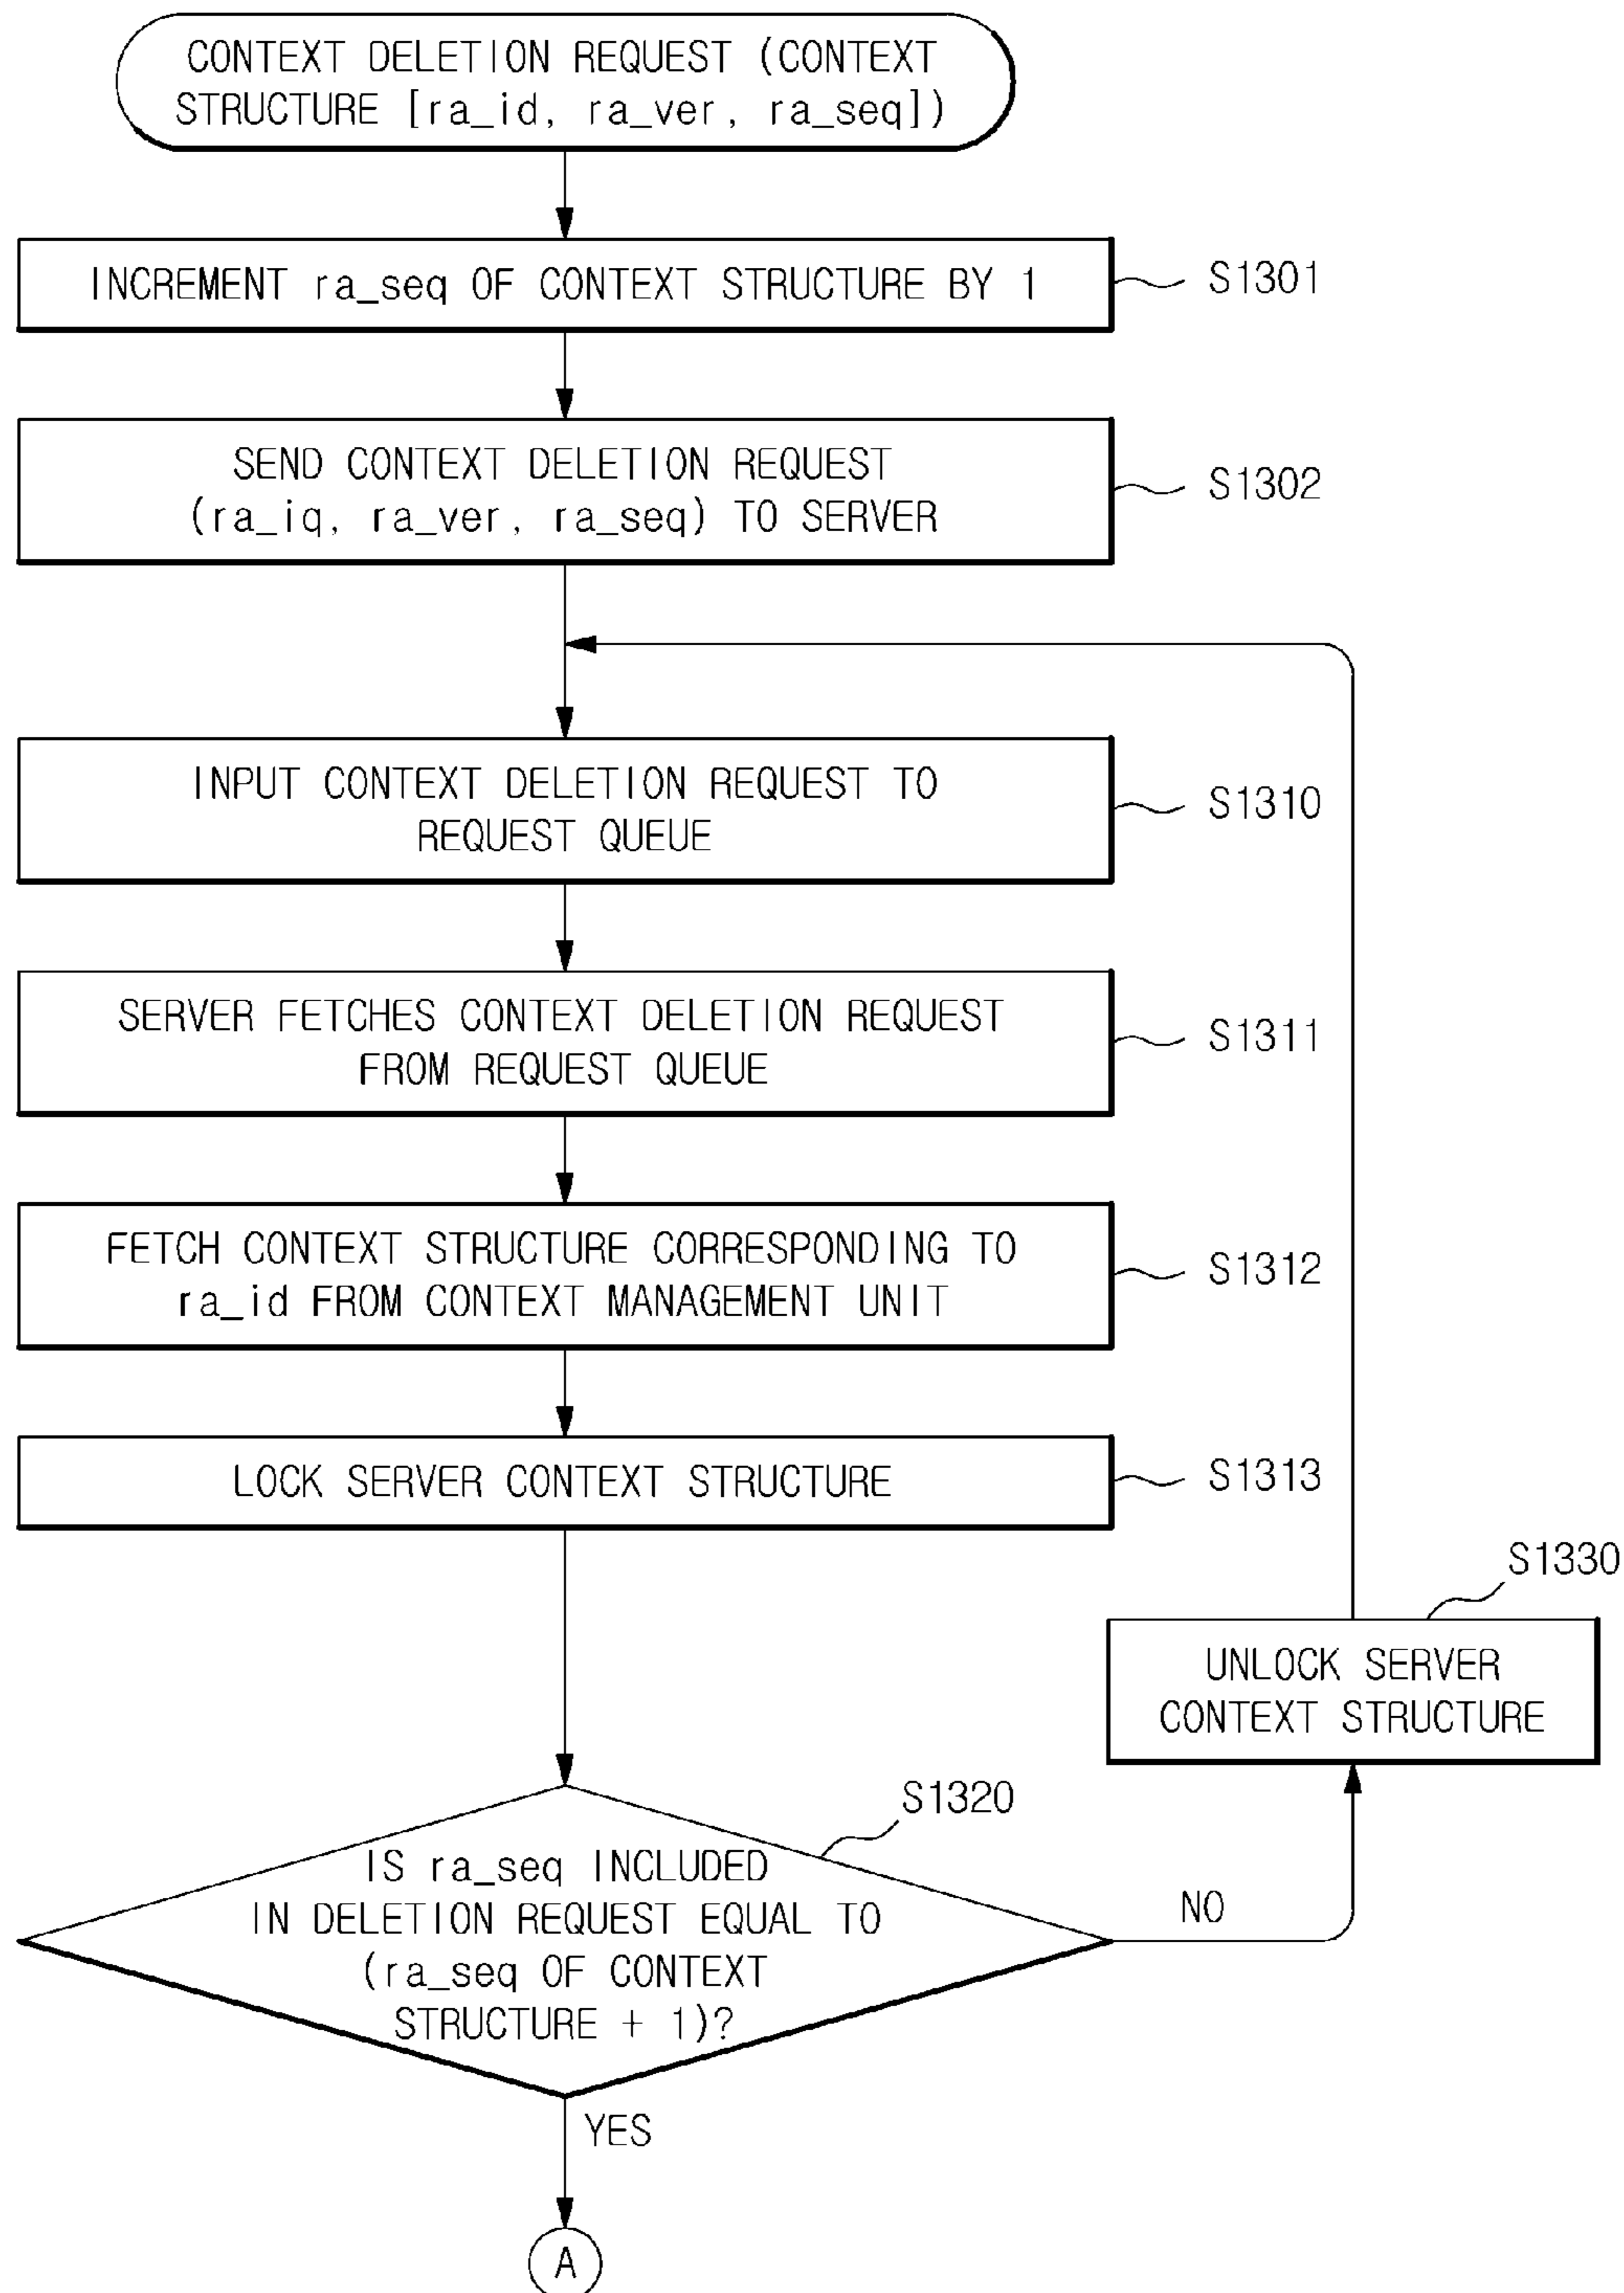 CONTEXT DELETION REQUEST (CONTEXT
STRUCTURE [ra_id, ra_ver, ra_seq])
INCREMENT ra_seq OF CONTEXT STRUCTURE BY 1
S1301
SEND CONTEXT DELETION REQUEST
(ra_iq, ra_ver, ra_seq) TO SERVER
S1302
INPUT CONTEXT DELETION REQUEST TO
REQUEST QUEUE
S1310
SERVER FETCHES CONTEXT DELETION REQUEST
FROM REQUEST QUEUE
S1311
FETCH CONTEXT STRUCTURE CORRESPONDING TO
ra_id FROM CONTEXT MANAGEMENT UNIT
S1312
LOCK SERVER CONTEXT STRUCTURE
S1313
S1330
UNLOCK SERVER
CONTEXT STRUCTURE
S1320
IS ra_seq INCLUDED
IN DELETION REQUEST EQUAL TO
(ra_seq OF CONTEXT
STRUCTURE + 1)?
NO
YES
A